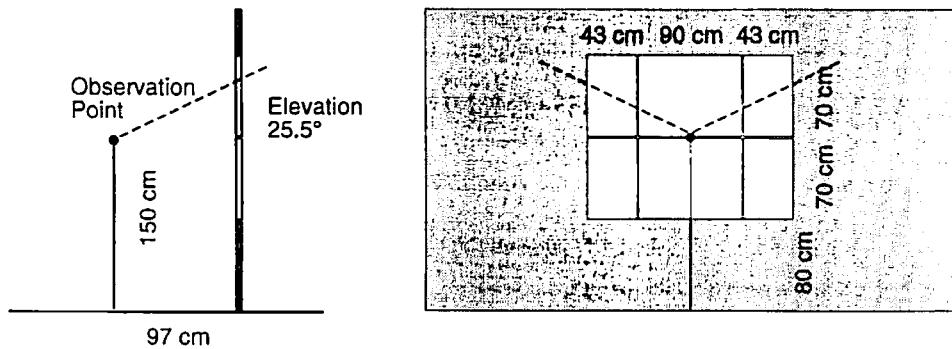 Observation
Point
Elevation
25.5°
150 cm
97 cm
43 cm 90 cm 43 cm
70 cm
70 cm
80 cm